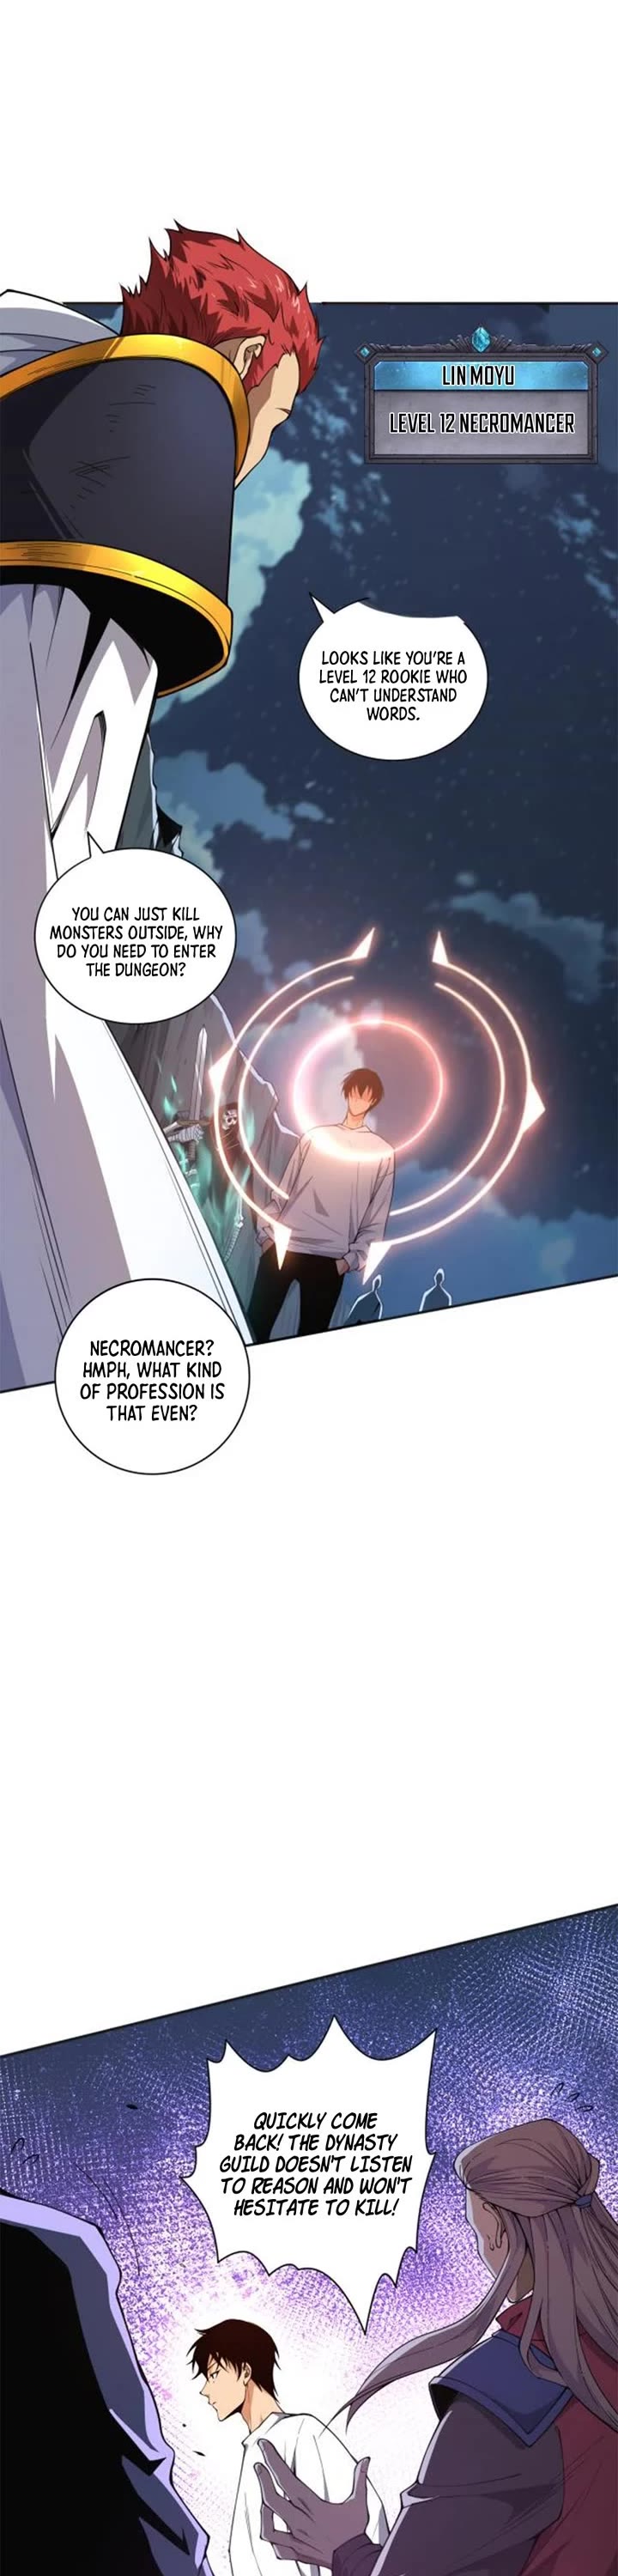 LIN MOYU
LEVEL 12 NECROMANCER
LOOKS LIKE YOU'RE A
LEVEL 12 ROOKIE WHO
CAN'T UNDERSTAND
WORDS.
YOU CAN JUST KILL
MONSTERS OUTSIDE, WHY
DO YOU NEED TO ENTER
THE DUNGEON?
NECROMANCER?
HMPH, WHAT KIND
OF PROFESSION IS
THAT EVEN?
QUICKLY COME
BACK! THE DYNASTY
GUILD DOESN'T LISTEN
TO REASON AND WON'T
HESITATE TO KILL!